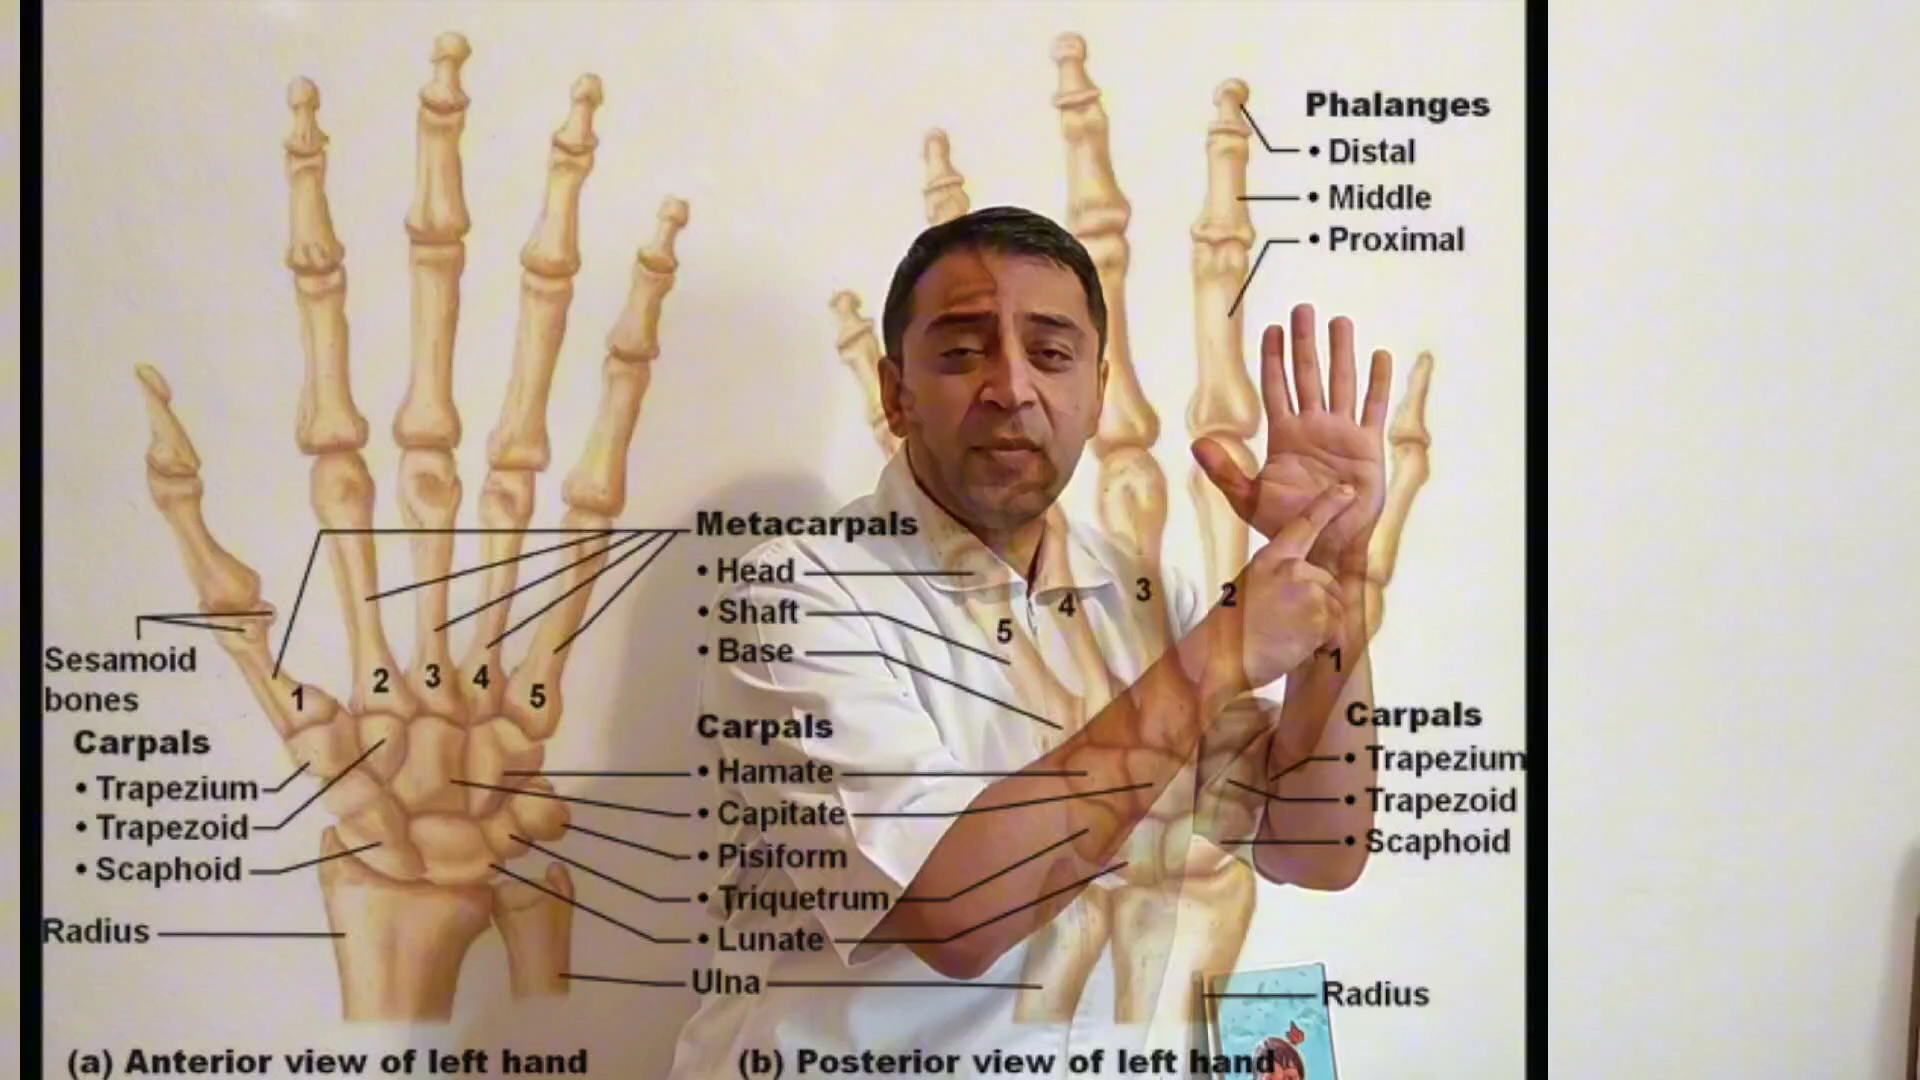 Phalanges
• Distal
• Middle
• Proximal
Metacarpals
• Head
• Shaft
• Base
5
4
3
2
1
Sesamoid
bones
1
2
3
4
5
Carpals
• Trapezium
• Trapezoid
• Scaphoid
Carpals
• Hamate
• Capitate
• Pisiform
• Triquetrum
• Lunate
Carpals
• Trapezium
• Trapezoid
• Scaphoid
Radius
Ulna
Radius
(a) Anterior view of left hand
(b) Posterior view of left hand